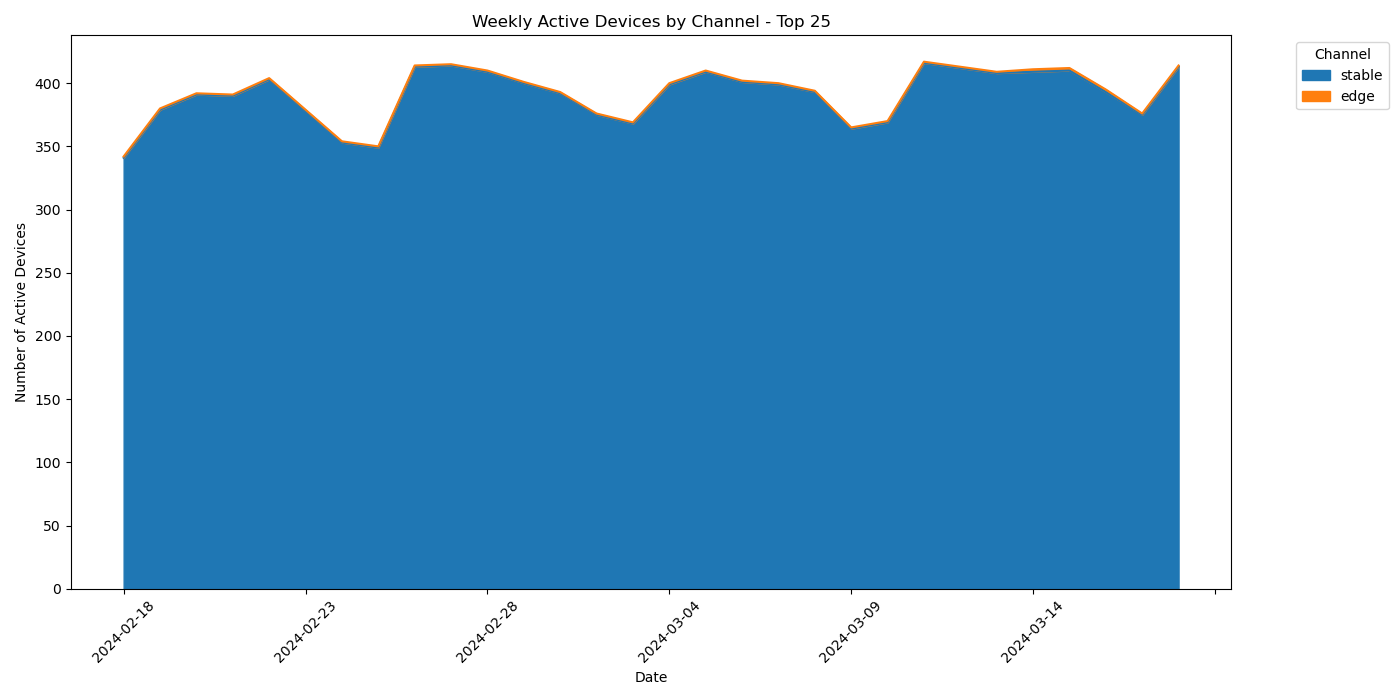 Weekly Active Devices by Channel - Top 25
Channel
stable
edge
Number of Active Devices
400
350
300
250
200
150
100
50
0
2024-02-18
2024-02-23
2024-02-28
2024-03-04
2024-03-09
2024-03-14
Date